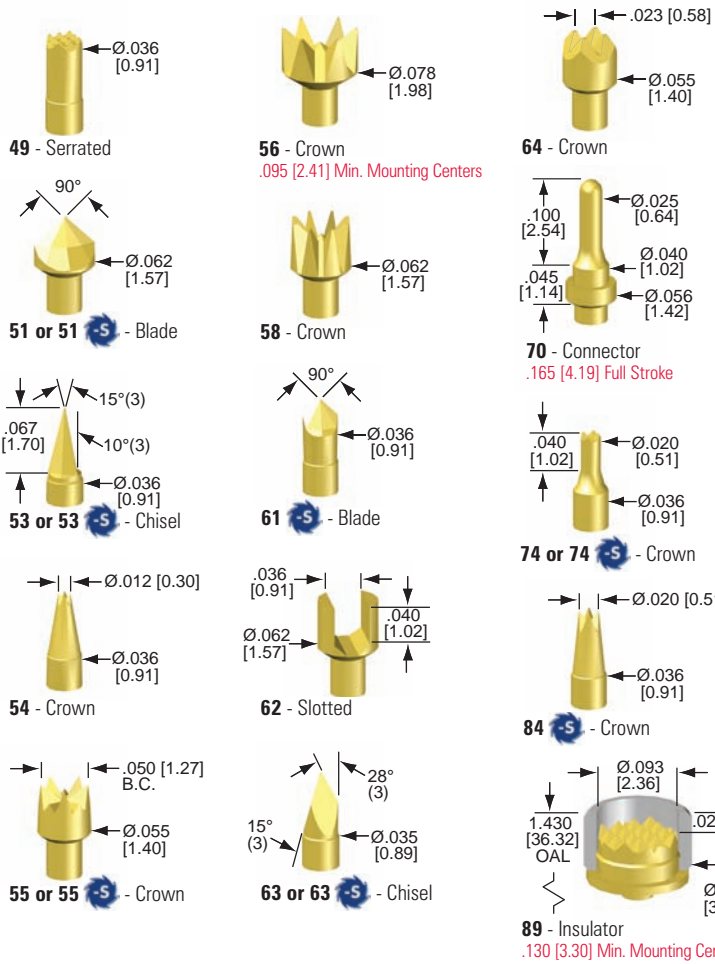 Ø.036
[0.91]
49 - Serrated
Ø.078
[1.98]
56 - Crown
.095 [2.41] Min. Mounting Centers
.023 [0.58]
Ø.055
[1.40]
64 - Crown
90°
Ø.062
[1.57]
51 or 51 -S - Blade
Ø.062
[1.57]
58 - Crown
.100
[2.54]
Ø.025
[0.64]
.045
[1.14]
Ø.040
[1.02]
Ø.056
[1.42]
70 - Connector
.165 [4.19] Full Stroke
15°(3)
.067
[1.70]
10°(3)
Ø.036
[0.91]
53 or 53 -S - Chisel
90°
Ø.036
[0.91]
61 -S - Blade
.040
[1.02]
Ø.020
[0.51]
Ø.036
[0.91]
74 or 74 -S - Crown
Ø.012 [0.30]
Ø.036
[0.91]
54 - Crown
.036
[0.91]
.040
[1.02]
Ø.062
[1.57]
62 - Slotted
Ø.020
Ø.036
[0.91]
84 -S - Crown
.050 [1.27]
B.C.
Ø.055
[1.40]
55 or 55 -S - Crown
28°
(3)
15°
(3)
Ø.035
[0.89]
63 or 63 -S - Chisel
Ø.093
[2.36]
1.430
[36.32]
OAL
89 - Insulator
.130 [3.30] Min. Mounting